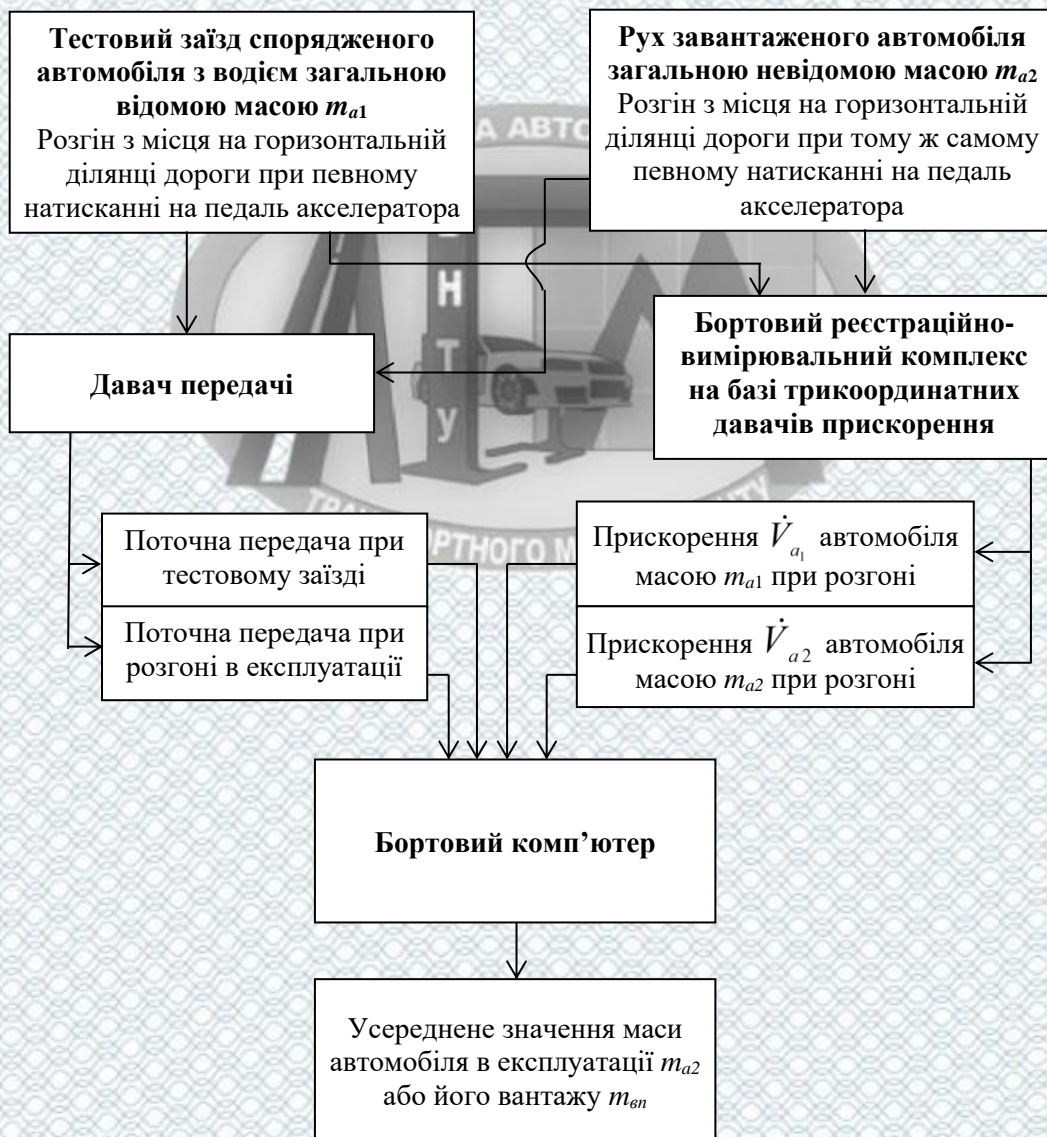 Тестовий заїзд спорядженого
автомобіля з водієм загальною
відомою масою ma1
Розгін з місця на горизонтальній
ділянці дороги при певному
натисканні на педаль акселератора
Рух завантаженого автомобіля
загальною невідомою масою ma2
Розгін з місця на горизонтальній
ділянці дороги при тому ж самому
певному натисканні на педаль
акселератора
А АВТО
Н
Т
У
Давач передачі
Бортовий реєстраційно-
вимірювальний комплекс
на базі трикоординатних
давачів прискорення
Поточна передача при
тестовому заїзді
Поточна передача при
розгоні в експлуатації
РТНОГО М
Прискорення V̇a1 автомобіля
масою ma1 при розгоні
Прискорення V̇a2 автомобіля
масою ma2 при розгоні
Бортовий комп’ютер
Усереднене значення маси
автомобіля в експлуатації ma2
або його вантажу mвп